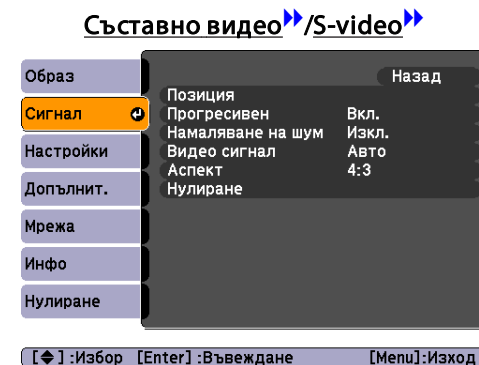 Съставно видео/S-video
Образ
Сигнал
Настройки
Допълнит.
Мрежа
Инфо
Нулиране
Назад
Позиция
Прогресивен Вкл.
Намаляване на шум Изкл.
Видео сигнал Авто
Аспект 4:3
Нулиране
[◆] :Избор [Enter] :Въвеждане [Menu]:Изход